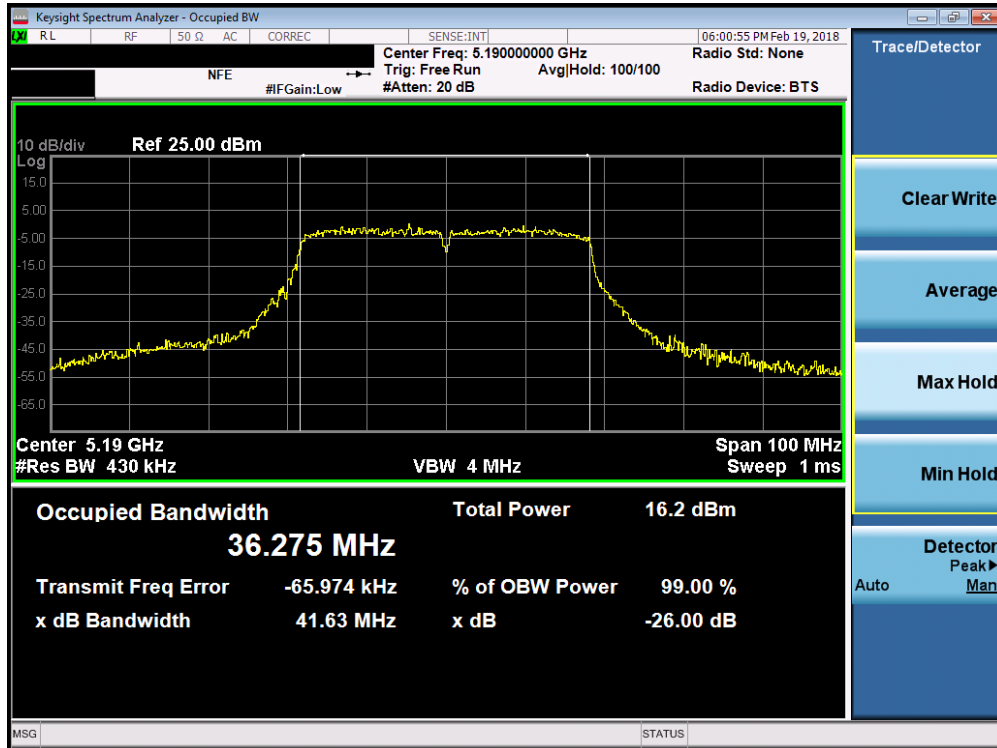 Keysight Spectrum Analyzer - Occupied BW
LXI RL RF 50 Ω AC CORREC SENSE:INT 06:00:55 PM Feb 19, 2018
Center Freq: 5.190000000 GHz Radio Std: None
NFE Trig: Free Run Avg|Hold: 100/100
#IFGain:Low #Atten: 20 dB Radio Device: BTS
10 dB/div Ref 25.00 dBm
Log
15.0
5.00
-5.00
-15.0
-25.0
-35.0
-45.0
-55.0
-65.0
Center 5.19 GHz Span 100 MHz
#Res BW 430 kHz VBW 4 MHz Sweep 1 ms
Occupied Bandwidth Total Power 16.2 dBm
36.275 MHz
Transmit Freq Error -65.974 kHz % of OBW Power 99.00 %
x dB Bandwidth 41.63 MHz x dB -26.00 dB
MSG STATUS
Trace/Detector
Clear Write
Average
Max Hold
Min Hold
Detector
Peak▶
Auto Man